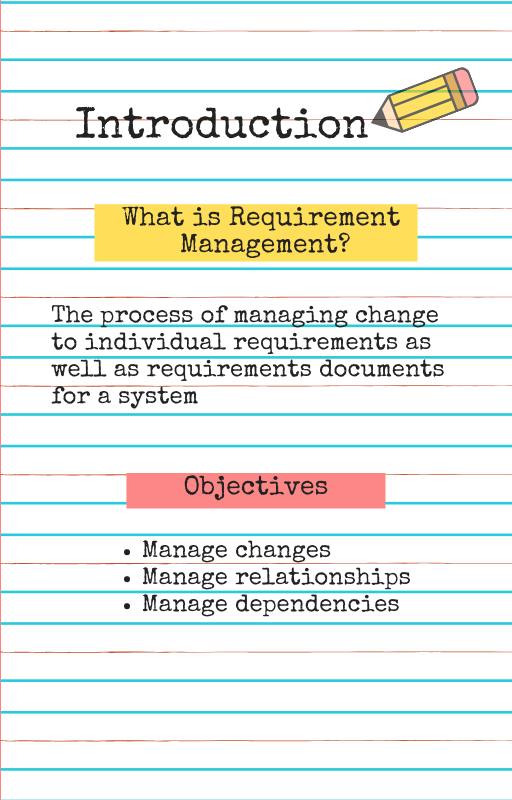 Introduction
What is Requirement
Management?
The process of managing change
to individual requirements as
well as requirements documents
for a system
Objectives
• Manage changes
• Manage relationships
• Manage dependencies